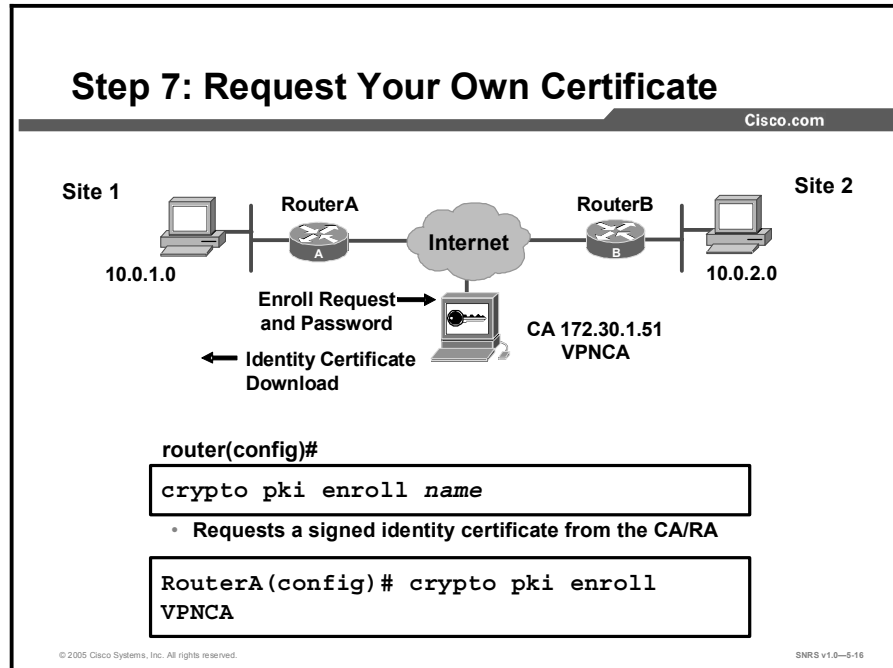 Step 7: Request Your Own Certificate
Cisco.com
Site 1
Site 2
RouterA
RouterB
Internet
A
B
10.0.1.0
10.0.2.0
Enroll Request
and Password
CA 172.30.1.51
VPNCA
Identity Certificate
Download
router(config)#
crypto pki enroll name
• Requests a signed identity certificate from the CA/RA
RouterA(config)# crypto pki enroll
VPNCA
© 2005 Cisco Systems, Inc. All rights reserved.
SNRS v1.0—5-16